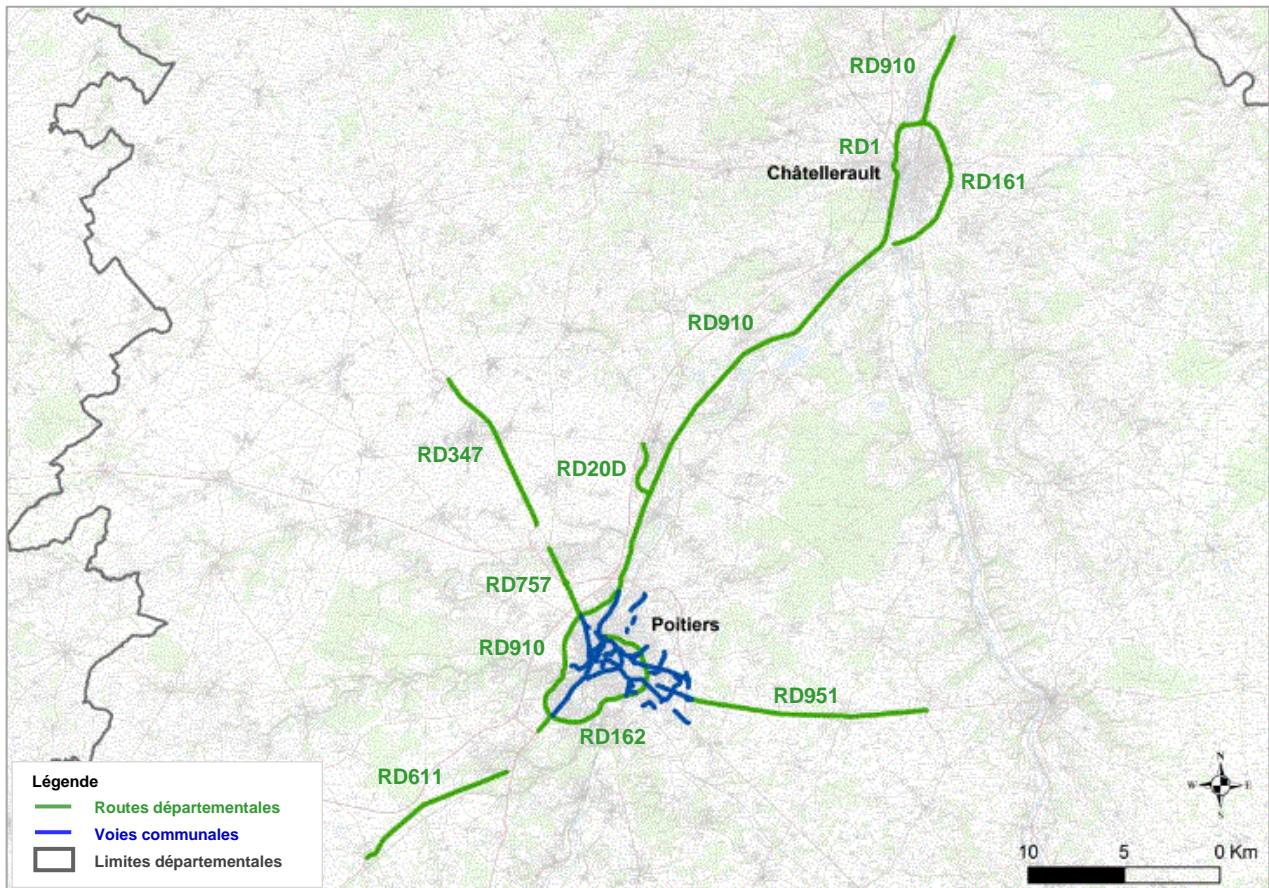 RD910
RD1
Châtellerault
RD161
RD910
RD347
RD20D
RD757
Poitiers
RD910
RD951
RD162
RD611
Légende
Routes départementales
Voies communales
Limites départementales
N
W E
S
10 5 0 Km